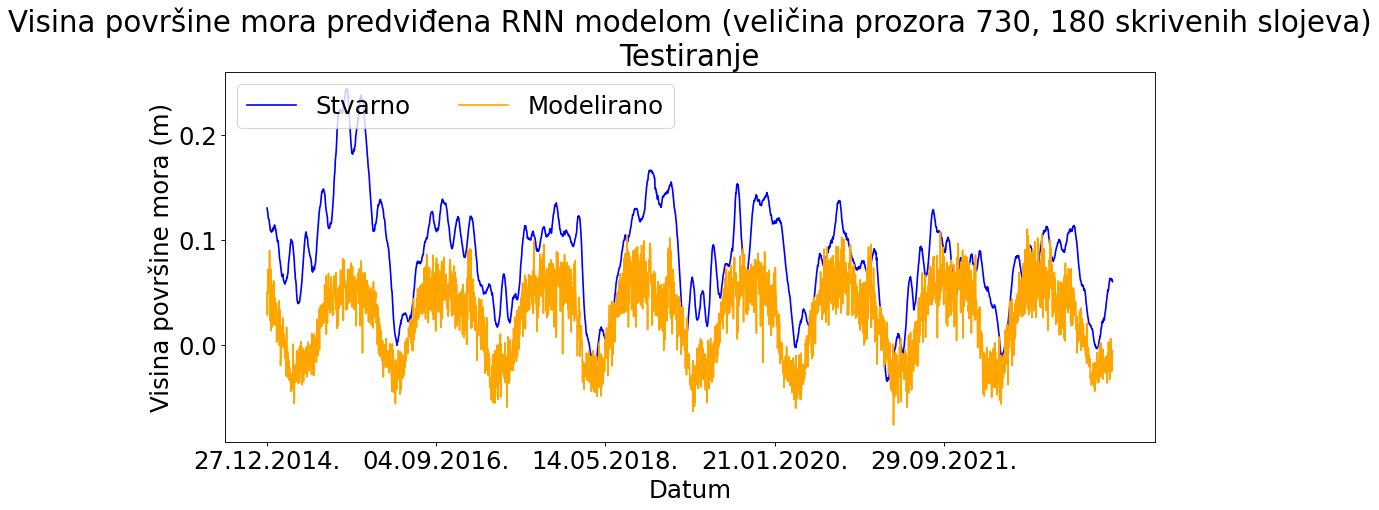 Visina površine mora predviđena RNN modelom (veličina prozora 730, 180 skrivenih slojeva)
Testiranje
Stvarno
Modelirano
Visina površine mora (m)
0.2
0.1
0.0
27.12.2014.
04.09.2016.
14.05.2018.
21.01.2020.
29.09.2021.
Datum